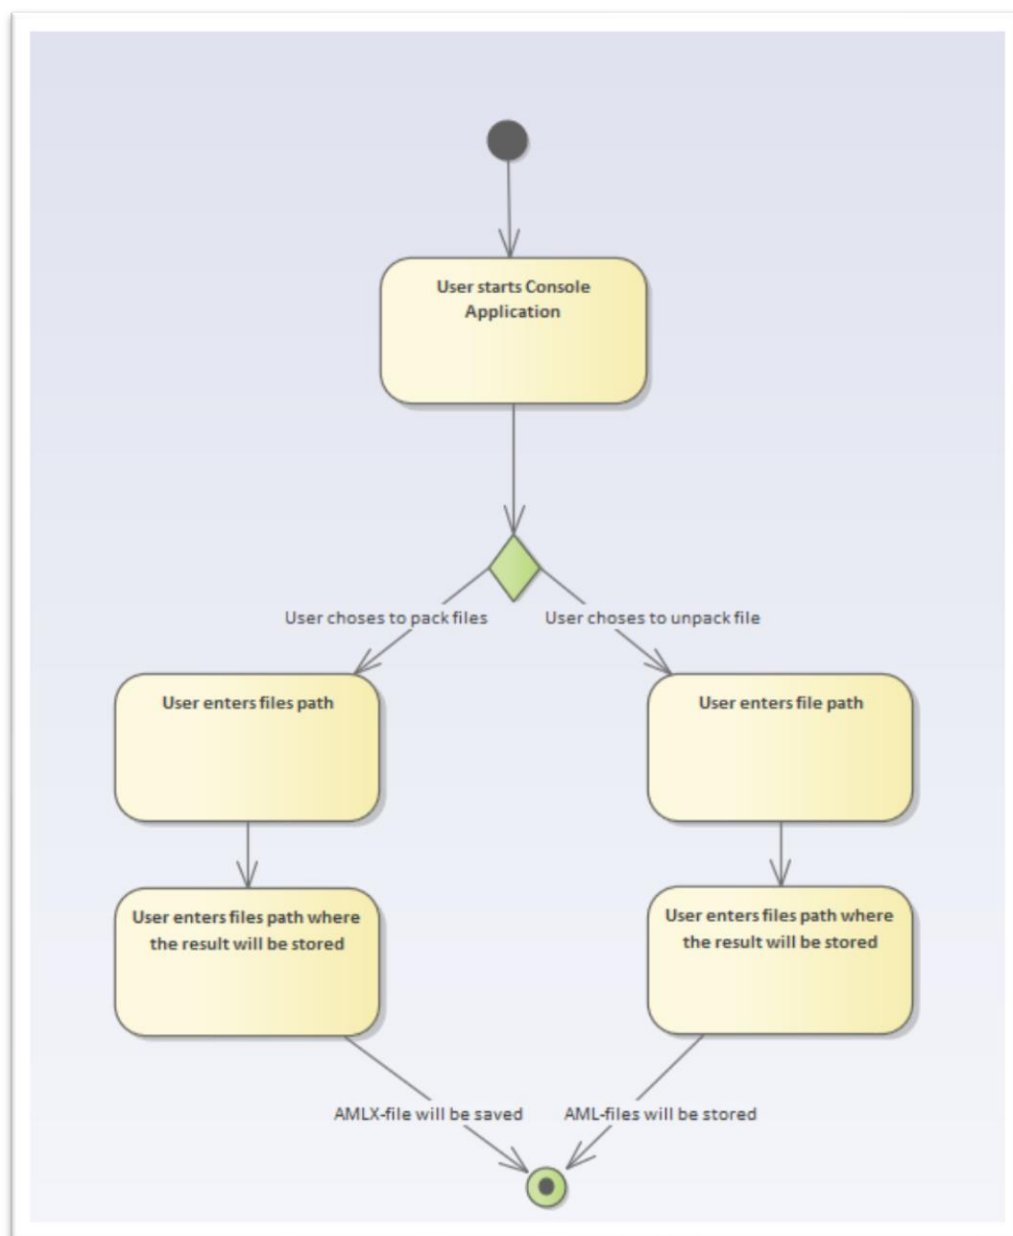 User starts Console
Application
User choses to pack files
User choses to unpack file
User enters files path
User enters file path
User enters files path where
the result will be stored
User enters files path where
the result will be stored
AMLX-file will be saved
AML-files will be stored